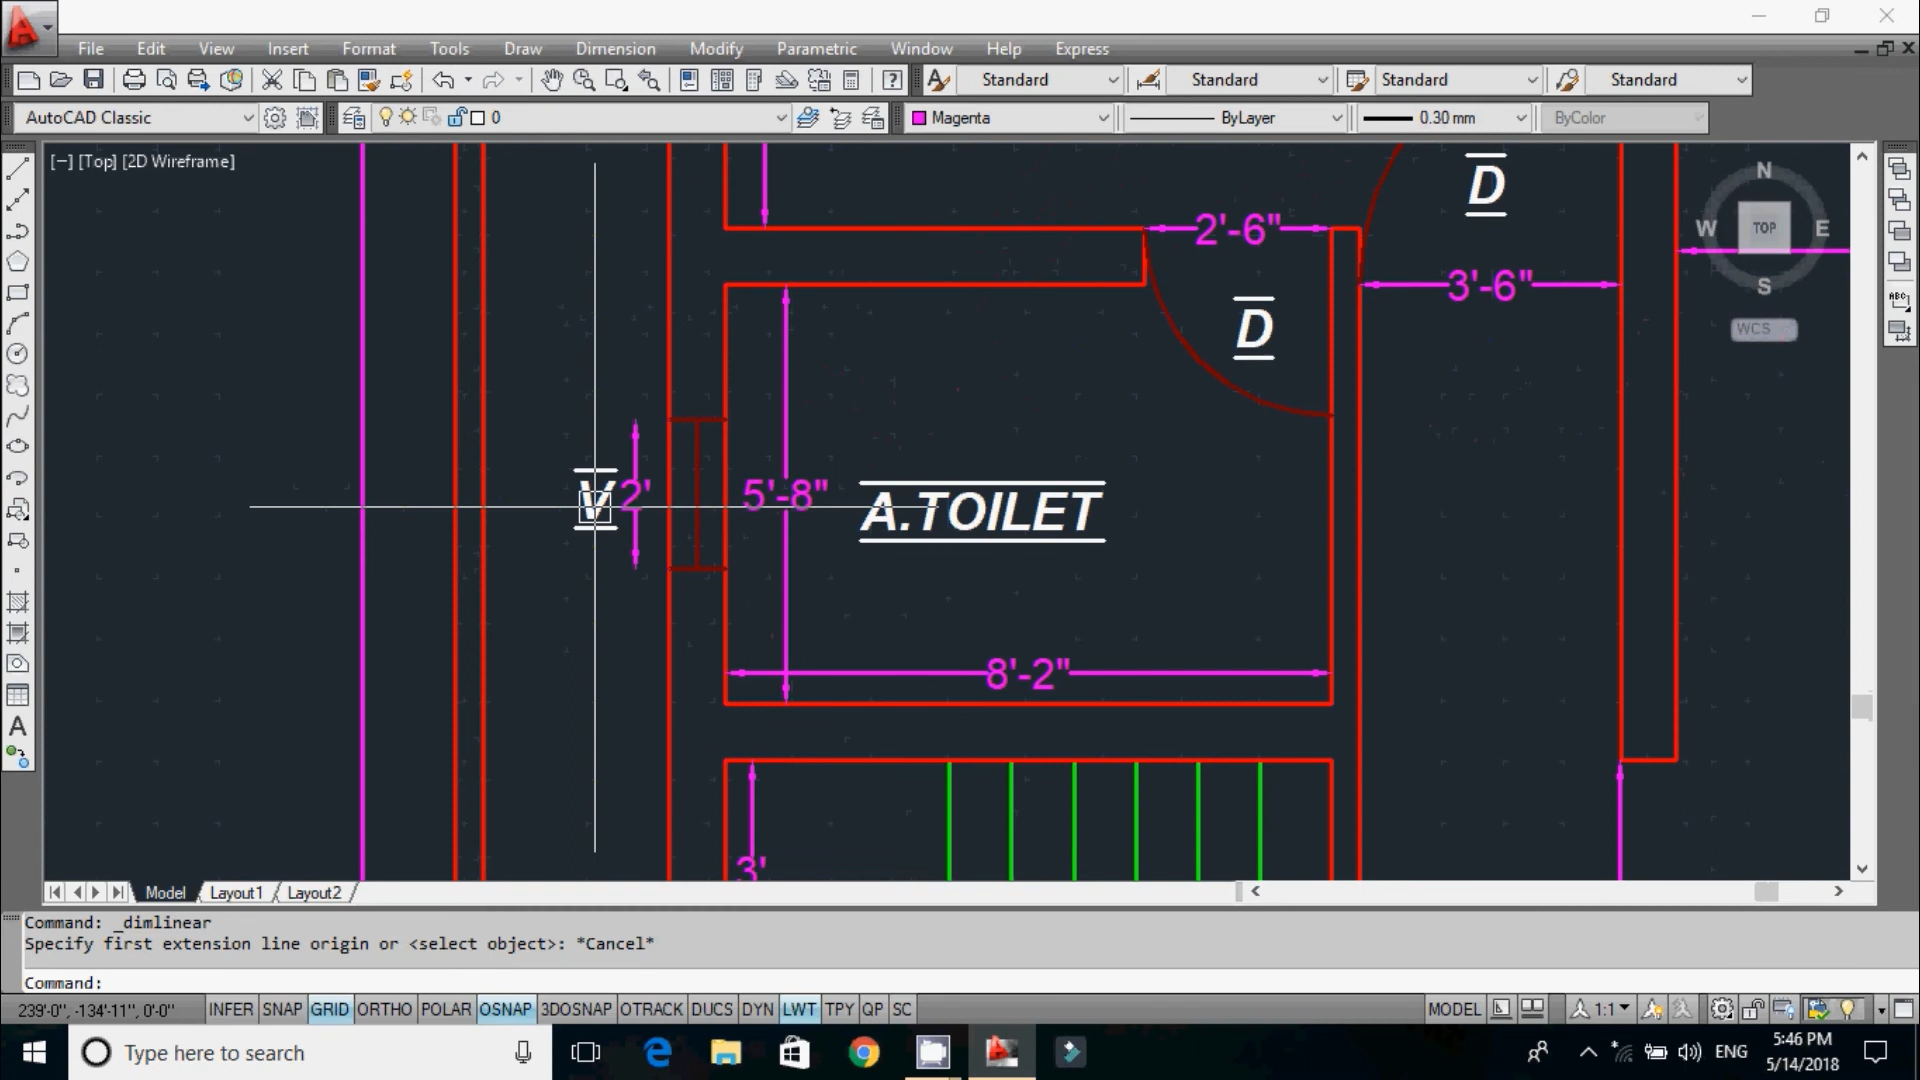 File Edit View Insert Format Tools Draw Dimension Modify Parametric Window Help Express
Standard Standard Standard Standard
AutoCAD Classic 0 Magenta ByLayer 0.30 mm ByColor
[−] [Top] [2D Wireframe]
N
D
W TOP E
2'-6"
3'-6"
S
D
WCS
ABC
V 2' 5'-8" A.TOILET
8'-2"
3'
A
Model Layout1 Layout2
Command: _dimlinear
Specify first extension line origin or <select object>: *Cancel*
Command:
239'-0", -134'-11", 0'-0" INFER SNAP GRID ORTHO POLAR OSNAP 3DOSNAP OTRACK DUCS DYN LWT TPY QP SC MODEL 1:1
Type here to search ENG 5:46 PM
5/14/2018